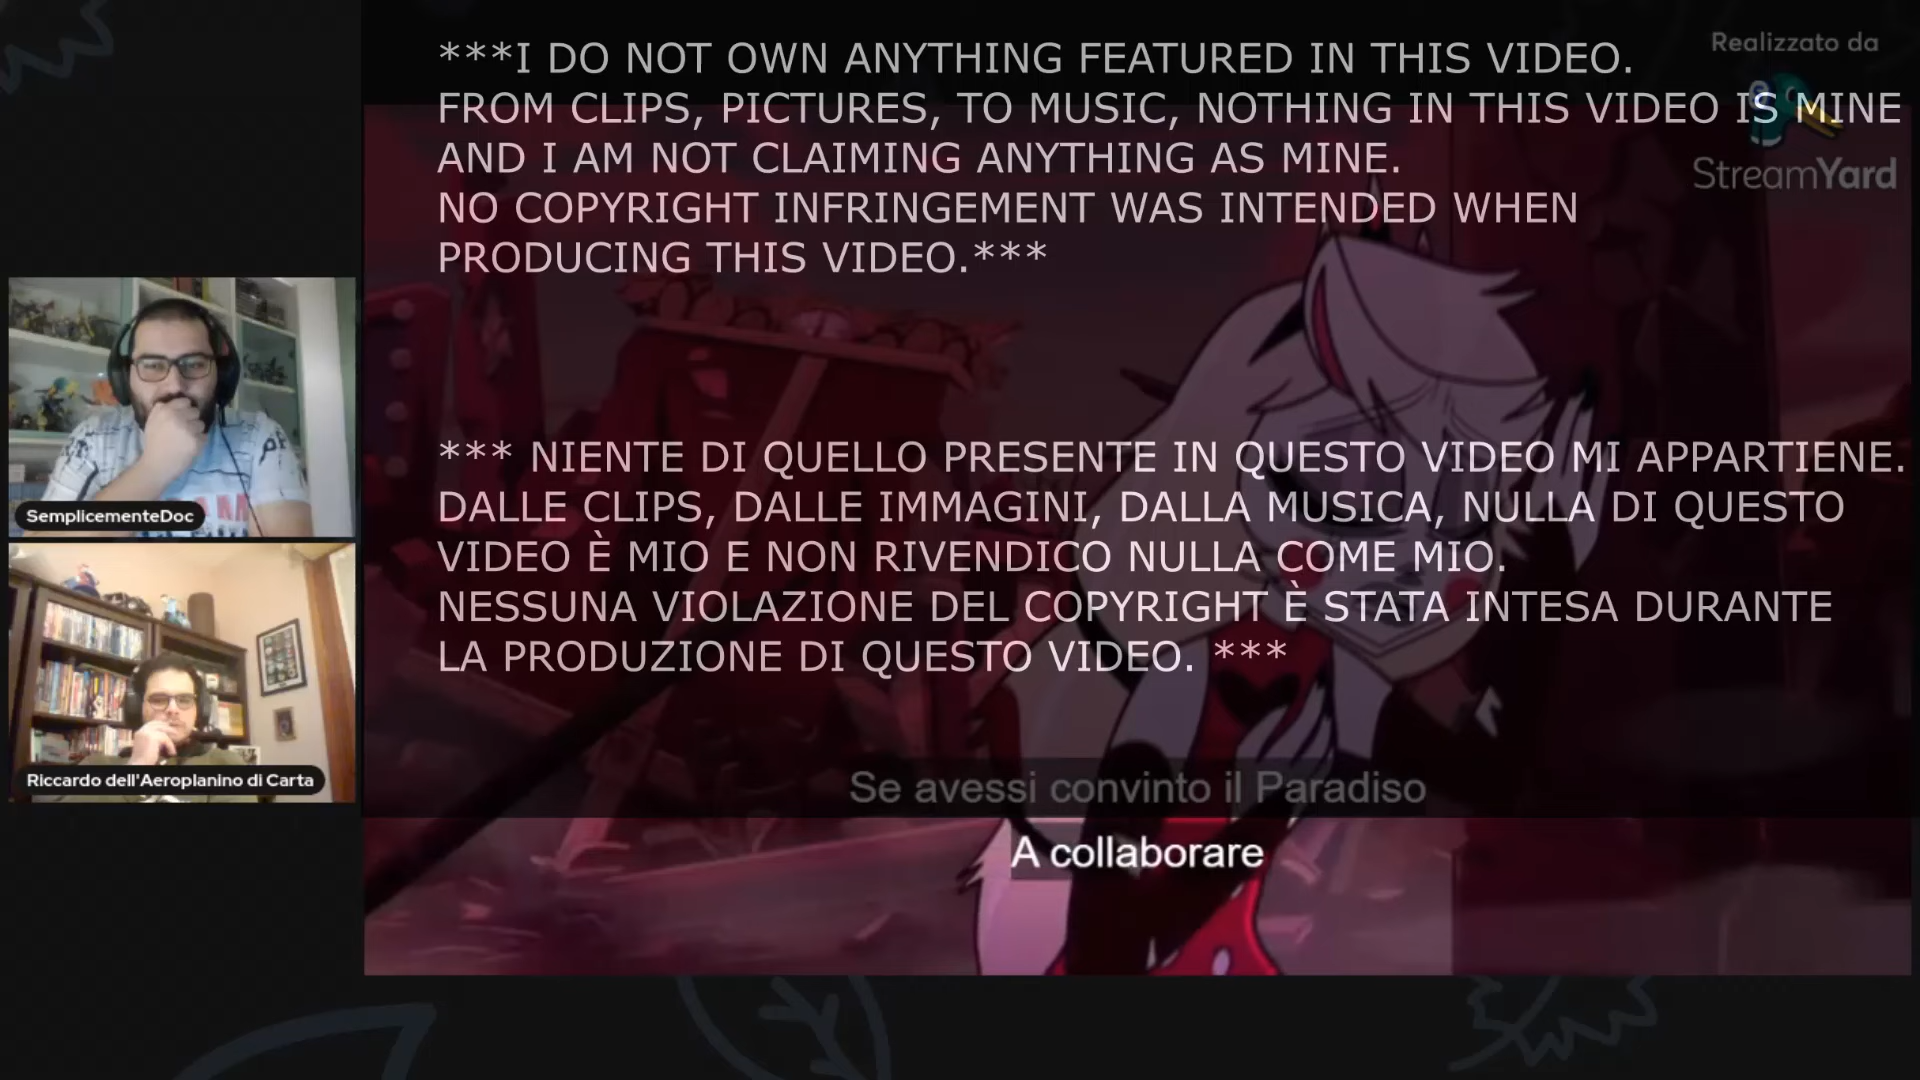 ***I DO NOT OWN ANYTHING FEATURED IN THIS VIDEO.
FROM CLIPS, PICTURES, TO MUSIC, NOTHING IN THIS VIDEO IS MINE
AND I AM NOT CLAIMING ANYTHING AS MINE.
NO COPYRIGHT INFRINGEMENT WAS INTENDED WHEN
PRODUCING THIS VIDEO.***
Realizzato da
StreamYard
*** NIENTE DI QUELLO PRESENTE IN QUESTO VIDEO MI APPARTIENE.
DALLE CLIPS, DALLE IMMAGINI, DALLA MUSICA, NULLA DI QUESTO
VIDEO È MIO E NON RIVENDICO NULLA COME MIO.
NESSUNA VIOLAZIONE DEL COPYRIGHT È STATA INTESA DURANTE
LA PRODUZIONE DI QUESTO VIDEO. ***
SemplicementeDoc
Riccardo dell'Aeroplanino di Carta
Se avessi convinto il Paradiso
A collaborare